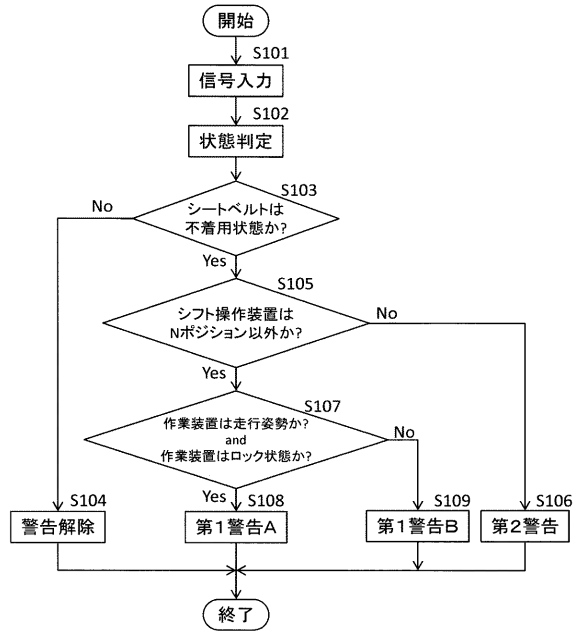 開始
S101
信号入力
S102
状態判定
S103
シートベルトは
不着用状態か?
No
Yes
S105
シフト操作装置は
Nポジション以外か?
No
Yes
S107
作業装置は走行姿勢か?
and
作業装置はロック状態か?
No
Yes
S104
警告解除
S108
第1警告A
S109
第1警告B
S106
第2警告
終了